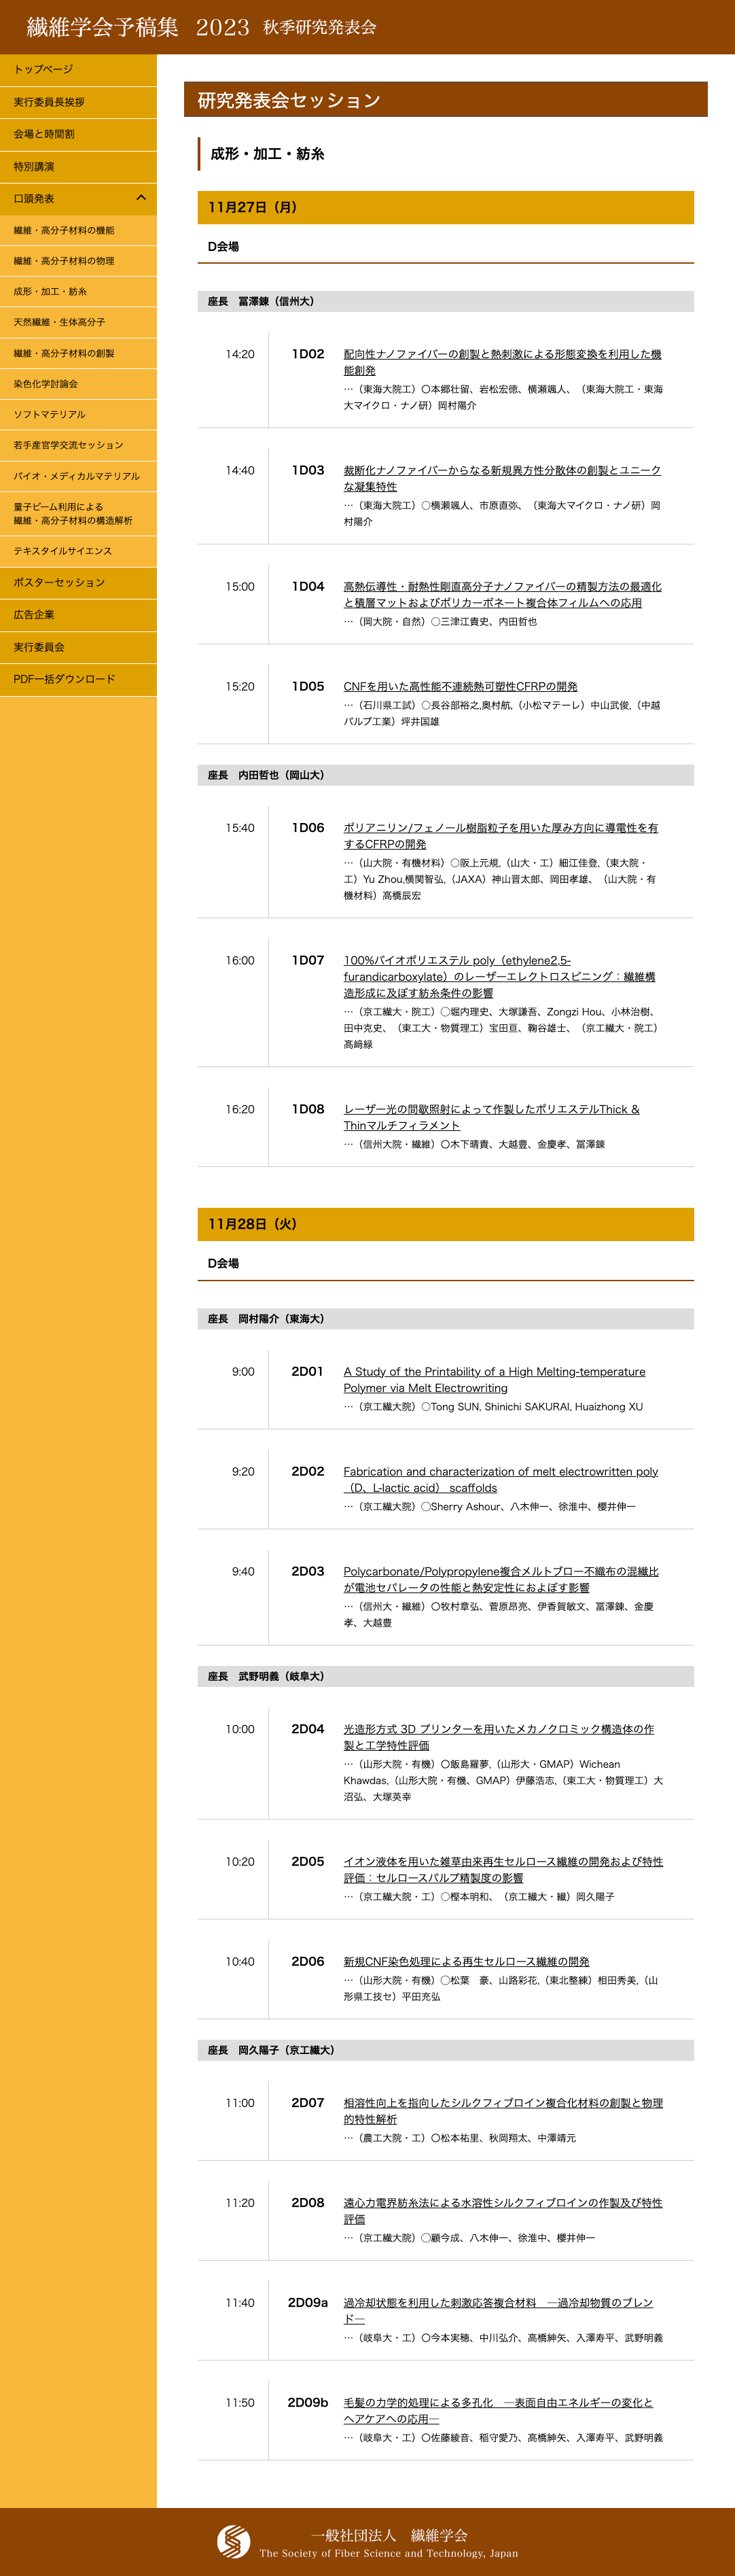 繊維学会予稿集 2023 秋季研究発表会
トップページ
実行委員長挨拶
会場と時間割
特別講演
口頭発表
繊維・高分子材料の機能
繊維・高分子材料の物理
成形・加工・紡糸
天然繊維・生体高分子
繊維・高分子材料の創製
染色化学討論会
ソフトマテリアル
若手産官学交流セッション
バイオ・メディカルマテリアル
量子ビーム利用による
繊維・高分子材料の構造解析
テキスタイルサイエンス
ポスターセッション
広告企業
実行委員会
PDF一括ダウンロード
研究発表会セッション
成形・加工・紡糸
11月27日（月）
D会場
座長　冨澤錬（信州大）
14:20 1D02 配向性ナノファイバーの創製と熱刺激による形態変換を利用した機
能創発
…（東海大院工）〇本郷壮留、岩松宏徳、横瀬颯人、（東海大院工・東海
大マイクロ・ナノ研）岡村陽介
14:40 1D03 裁断化ナノファイバーからなる新規異方性分散体の創製とユニーク
な凝集特性
…（東海大院工）○横瀬颯人、市原直弥、（東海大マイクロ・ナノ研）岡
村陽介
15:00 1D04 高熱伝導性・耐熱性剛直高分子ナノファイバーの精製方法の最適化
と積層マットおよびポリカーボネート複合体フィルムへの応用
…（岡大院・自然）○三津江貴史、内田哲也
15:20 1D05 CNFを用いた高性能不連続熱可塑性CFRPの開発
…（石川県工試）○長谷部裕之,奥村航,（小松マテーレ）中山武俊,（中越
パルプ工業）坪井国雄
座長　内田哲也（岡山大）
15:40 1D06 ポリアニリン/フェノール樹脂粒子を用いた厚み方向に導電性を有
するCFRPの開発
…（山大院・有機材料）○阪上元規,（山大・工）細江佳登,（東大院・
工）Yu Zhou,横関智弘,（JAXA）神山晋太郎、岡田孝雄、（山大院・有
機材料）高橋辰宏
16:00 1D07 100%バイオポリエステル poly（ethylene2,5-
furandicarboxylate）のレーザーエレクトロスピニング：繊維構
造形成に及ぼす紡糸条件の影響
…（京工繊大・院工）◯堀内理史、大塚謙吾、Zongzi Hou、小林治樹、
田中克史、（東工大・物質理工）宝田亘、鞠谷雄士、（京工繊大・院工）
髙﨑緑
16:20 1D08 レーザー光の間歇照射によって作製したポリエステルThick &
Thinマルチフィラメント
…（信州大院・繊維）〇木下晴貴、大越豊、金慶孝、冨澤錬
11月28日（火）
D会場
座長　岡村陽介（東海大）
9:00 2D01 A Study of the Printability of a High Melting-temperature
Polymer via Melt Electrowriting
…（京工繊大院）○Tong SUN, Shinichi SAKURAI, Huaizhong XU
9:20 2D02 Fabrication and characterization of melt electrowritten poly
（D、L-lactic acid） scaffolds
…（京工繊大院）◯Sherry Ashour、八木伸一、徐淮中、櫻井伸一
9:40 2D03 Polycarbonate/Polypropylene複合メルトブロー不織布の混繊比
が電池セパレータの性能と熱安定性におよぼす影響
…（信州大・繊維）〇牧村章弘、菅原昂亮、伊香賀敏文、冨澤錬、金慶
孝、大越豊
座長　武野明義（岐阜大）
10:00 2D04 光造形方式 3D プリンターを用いたメカノクロミック構造体の作
製と工学特性評価
…（山形大院・有機）〇飯島羅夢,（山形大・GMAP）Wichean
Khawdas,（山形大院・有機、GMAP）伊藤浩志,（東工大・物質理工）大
沼弘、大塚英幸
10:20 2D05 イオン液体を用いた雑草由来再生セルロース繊維の開発および特性
評価：セルロースパルプ精製度の影響
…（京工繊大院・工）○樫本明和、（京工繊大・繊）岡久陽子
10:40 2D06 新規CNF染色処理による再生セルロース繊維の開発
…（山形大院・有機）◯松葉　豪、山路彩花,（東北整練）相田秀美,（山
形県工技セ）平田充弘
座長　岡久陽子（京工繊大）
11:00 2D07 相溶性向上を指向したシルクフィブロイン複合化材料の創製と物理
的特性解析
…（農工大院・工）〇松本祐里、秋岡翔太、中澤靖元
11:20 2D08 遠心力電界紡糸法による水溶性シルクフィブロインの作製及び特性
評価
…（京工繊大院）◯顧今成、八木伸一、徐淮中、櫻井伸一
11:40 2D09a 過冷却状態を利用した刺激応答複合材料　―過冷却物質のブレン
ド―
…（岐阜大・工）〇今本実穂、中川弘介、高橋紳矢、入澤寿平、武野明義
11:50 2D09b 毛髪の力学的処理による多孔化　―表面自由エネルギーの変化と
ヘアケアへの応用―
…（岐阜大・工）〇佐藤綾音、稲守愛乃、高橋紳矢、入澤寿平、武野明義
一般社団法人　繊維学会
The Society of Fiber Science and Technology, Japan